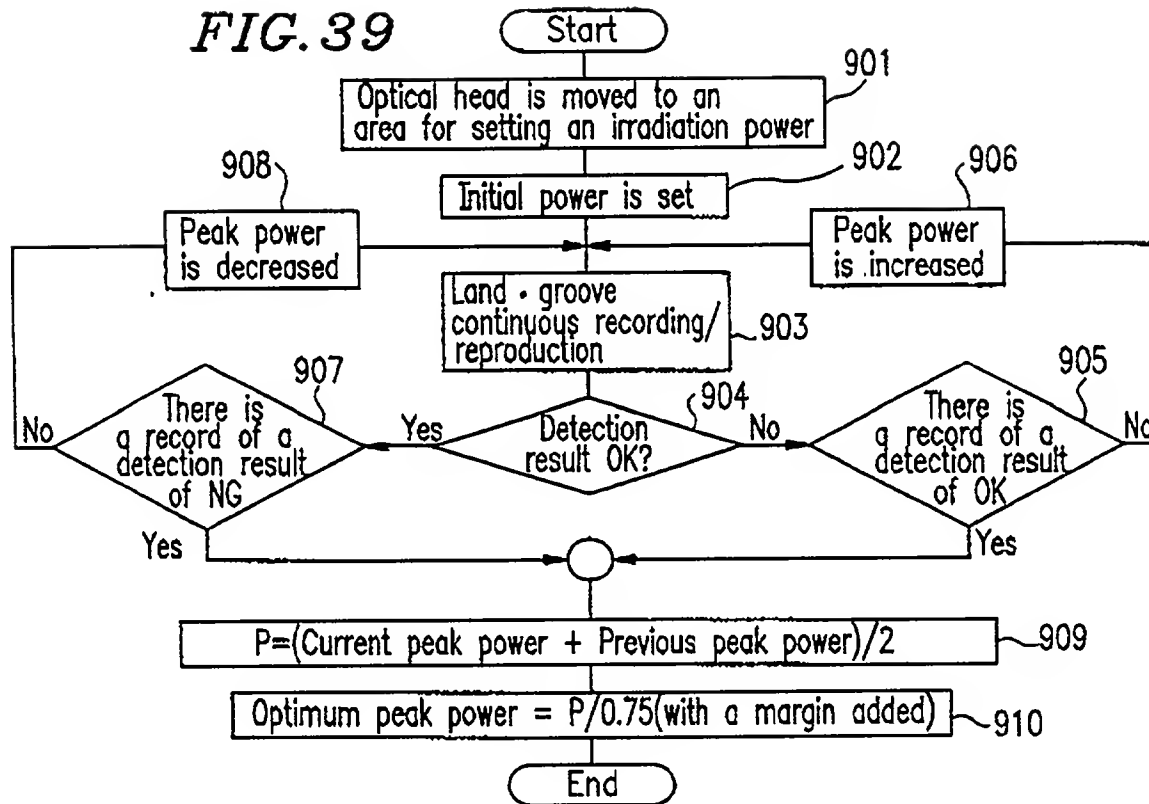 FIG. 39
Start
901
Optical head is moved to an
area for setting an irradiation power
902
Initial power is set
908
Peak power
is decreased
906
Peak power
is increased
Land · groove
continuous recording/
reproduction
903
907
There is
a record of a
detection result
of NG
No
Yes
Yes
904
Detection
result OK?
No
905
There is
a record of a
detection result
of OK
No
Yes
P=(Current peak power + Previous peak power)/2
909
Optimum peak power = P/0.75(with a margin added)
910
End